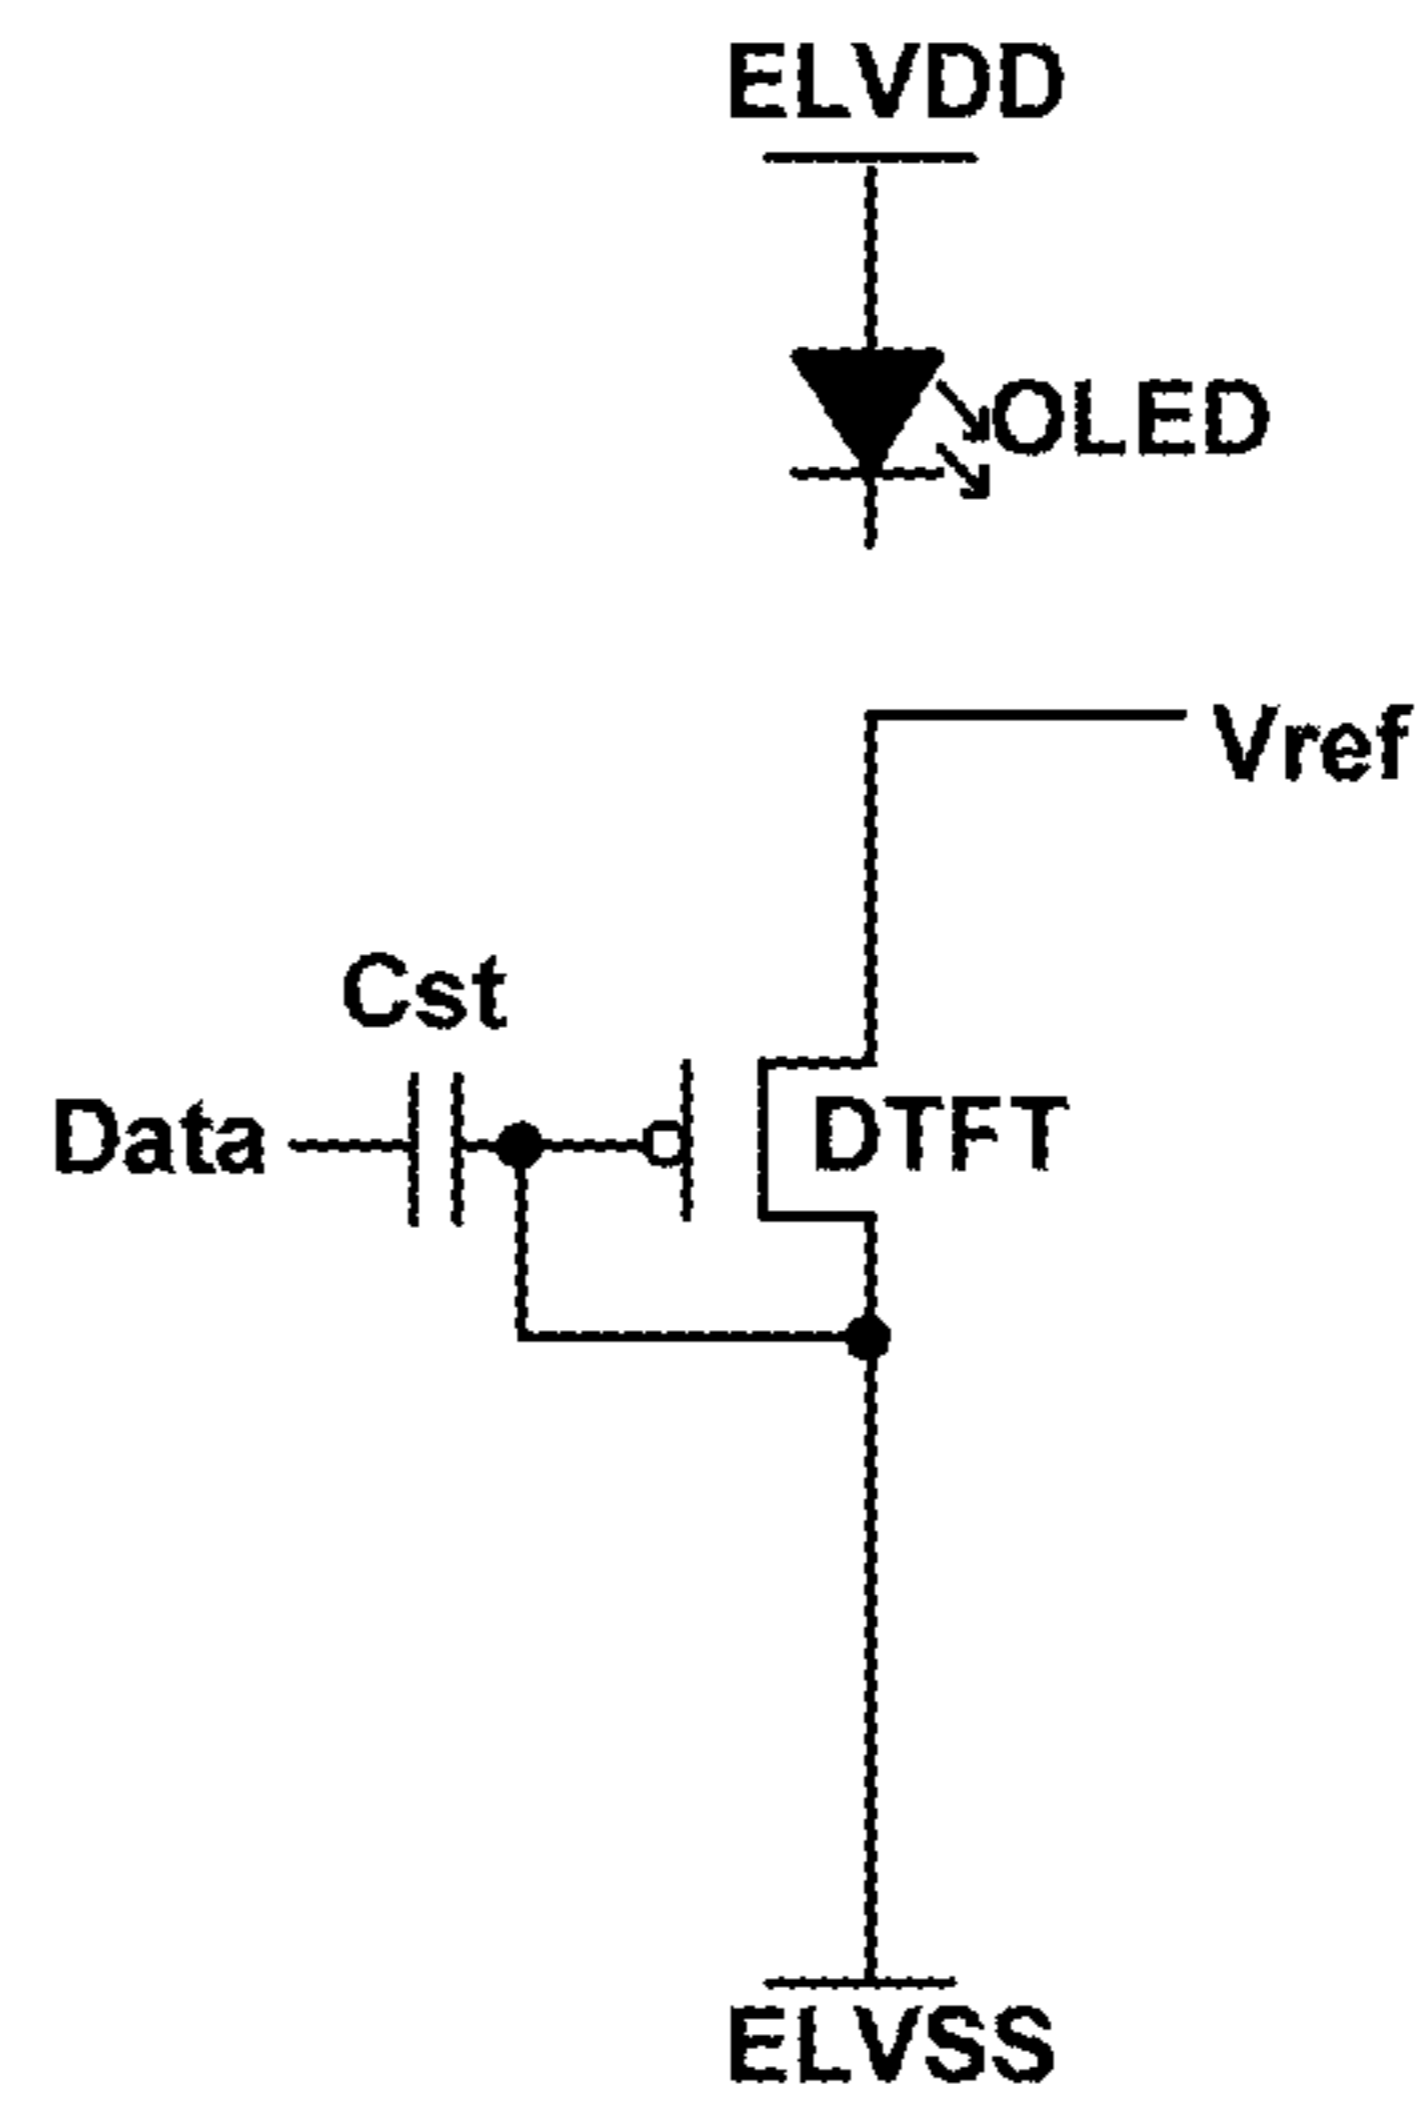 ELVDD
OLED
Vref
Cst
Data
DTFT
ELVSS